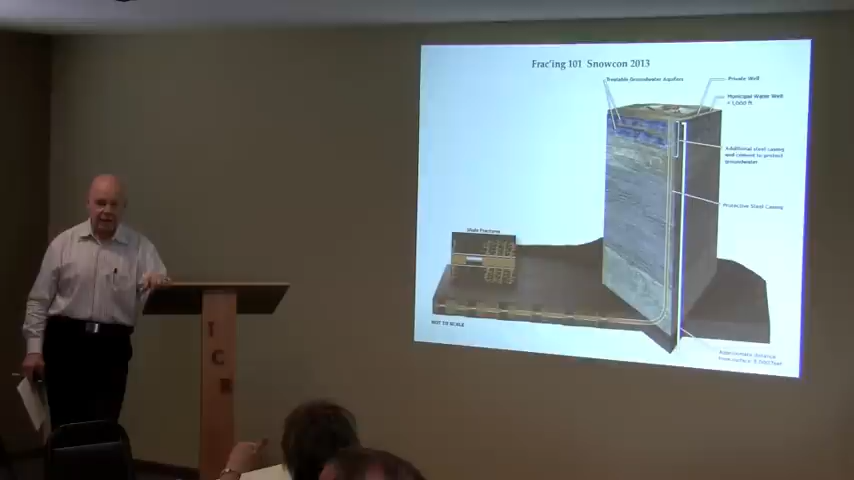 Frac'ing 101 Snowcon 2013
Treatable Groundwater Aquifers
Private Well
Municipal Water Well
< 1,000 ft.
Additional steel casing
and cement to protect
groundwater
Protective Steel Casing
Shale Fractures
NOT TO SCALE
Approximate distance
from surface:
I
C